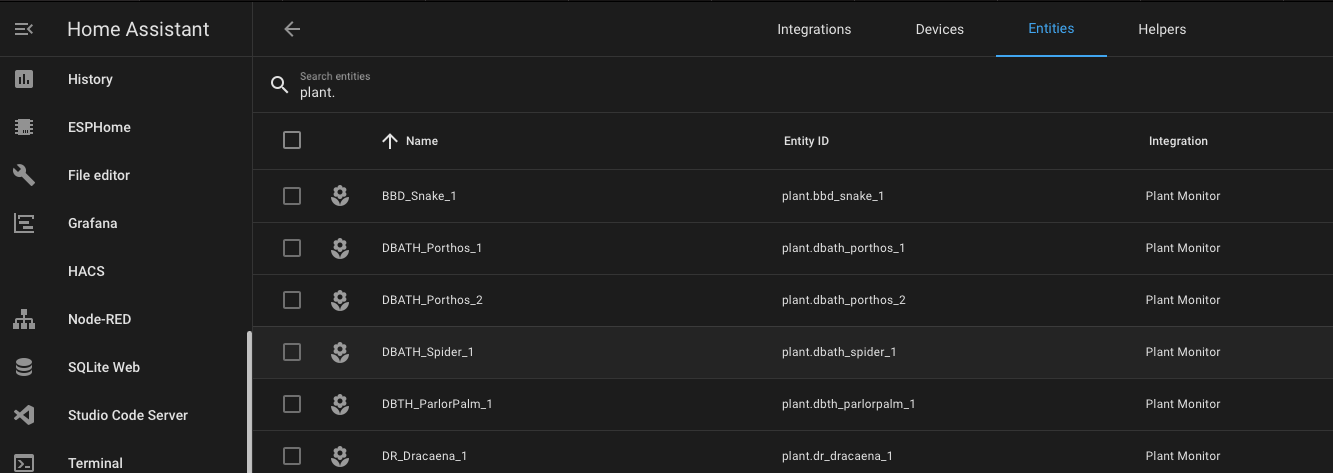 Home Assistant
Integrations
Devices
Entities
Helpers
History
ESPHome
File editor
Grafana
HACS
Node-RED
SQLite Web
Studio Code Server
Terminal
Search entities
plant.
Name Entity ID Integration
BBD_Snake_1 plant.bbd_snake_1 Plant Monitor
DBATH_Porthos_1 plant.dbath_porthos_1 Plant Monitor
DBATH_Porthos_2 plant.dbath_porthos_2 Plant Monitor
DBATH_Spider_1 plant.dbath_spider_1 Plant Monitor
DBTH_ParlorPalm_1 plant.dbth_parlorpalm_1 Plant Monitor
DR_Dracaena_1 plant.dr_dracaena_1 Plant Monitor